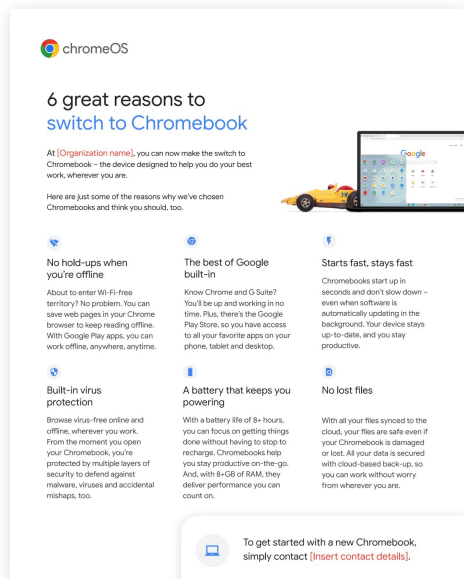 chromeOS
6 great reasons to
switch to Chromebook
At [Organization name], you can now make the switch to
Chromebook – the device designed to help you do your best
work, wherever you are.
Here are just some of the reasons why we've chosen
Chromebooks and think you should, too.
Google
No hold-ups when
you're offline
About to enter Wi-Fi-free
territory? No problem. You can
save web pages in your Chrome
browser to keep reading offline.
With Google Play apps, you can
work offline, anywhere, anytime.
The best of Google
built-in
Know Chrome and G Suite?
You'll be up and working in no
time. Plus, there's the Google
Play Store, so you have access
to all your favorite apps on your
phone, tablet and desktop.
Starts fast, stays fast
Chromebooks start up in
seconds and don't slow down –
even when software is
automatically updating in the
background. Your device stays
up-to-date, and you stay
productive.
Built-in virus
protection
Browse virus-free online and
offline, wherever you work.
From the moment you open
your Chromebook, you're
protected by multiple layers of
security to defend against
malware, viruses and accidental
mishaps, too.
A battery that keeps you
powering
With a battery life of 8+ hours,
you can focus on getting things
done without having to stop to
recharge. Chromebooks help
you stay productive on-the-go.
And, with 8+GB of RAM, they
deliver performance you can
count on.
No lost files
With all your files synced to the
cloud, your files are safe even if
your Chromebook is damaged
or lost. All your data is secured
with cloud-based back-up, so
you can work without worry
from wherever you are.
To get started with a new Chromebook,
simply contact [Insert contact details].